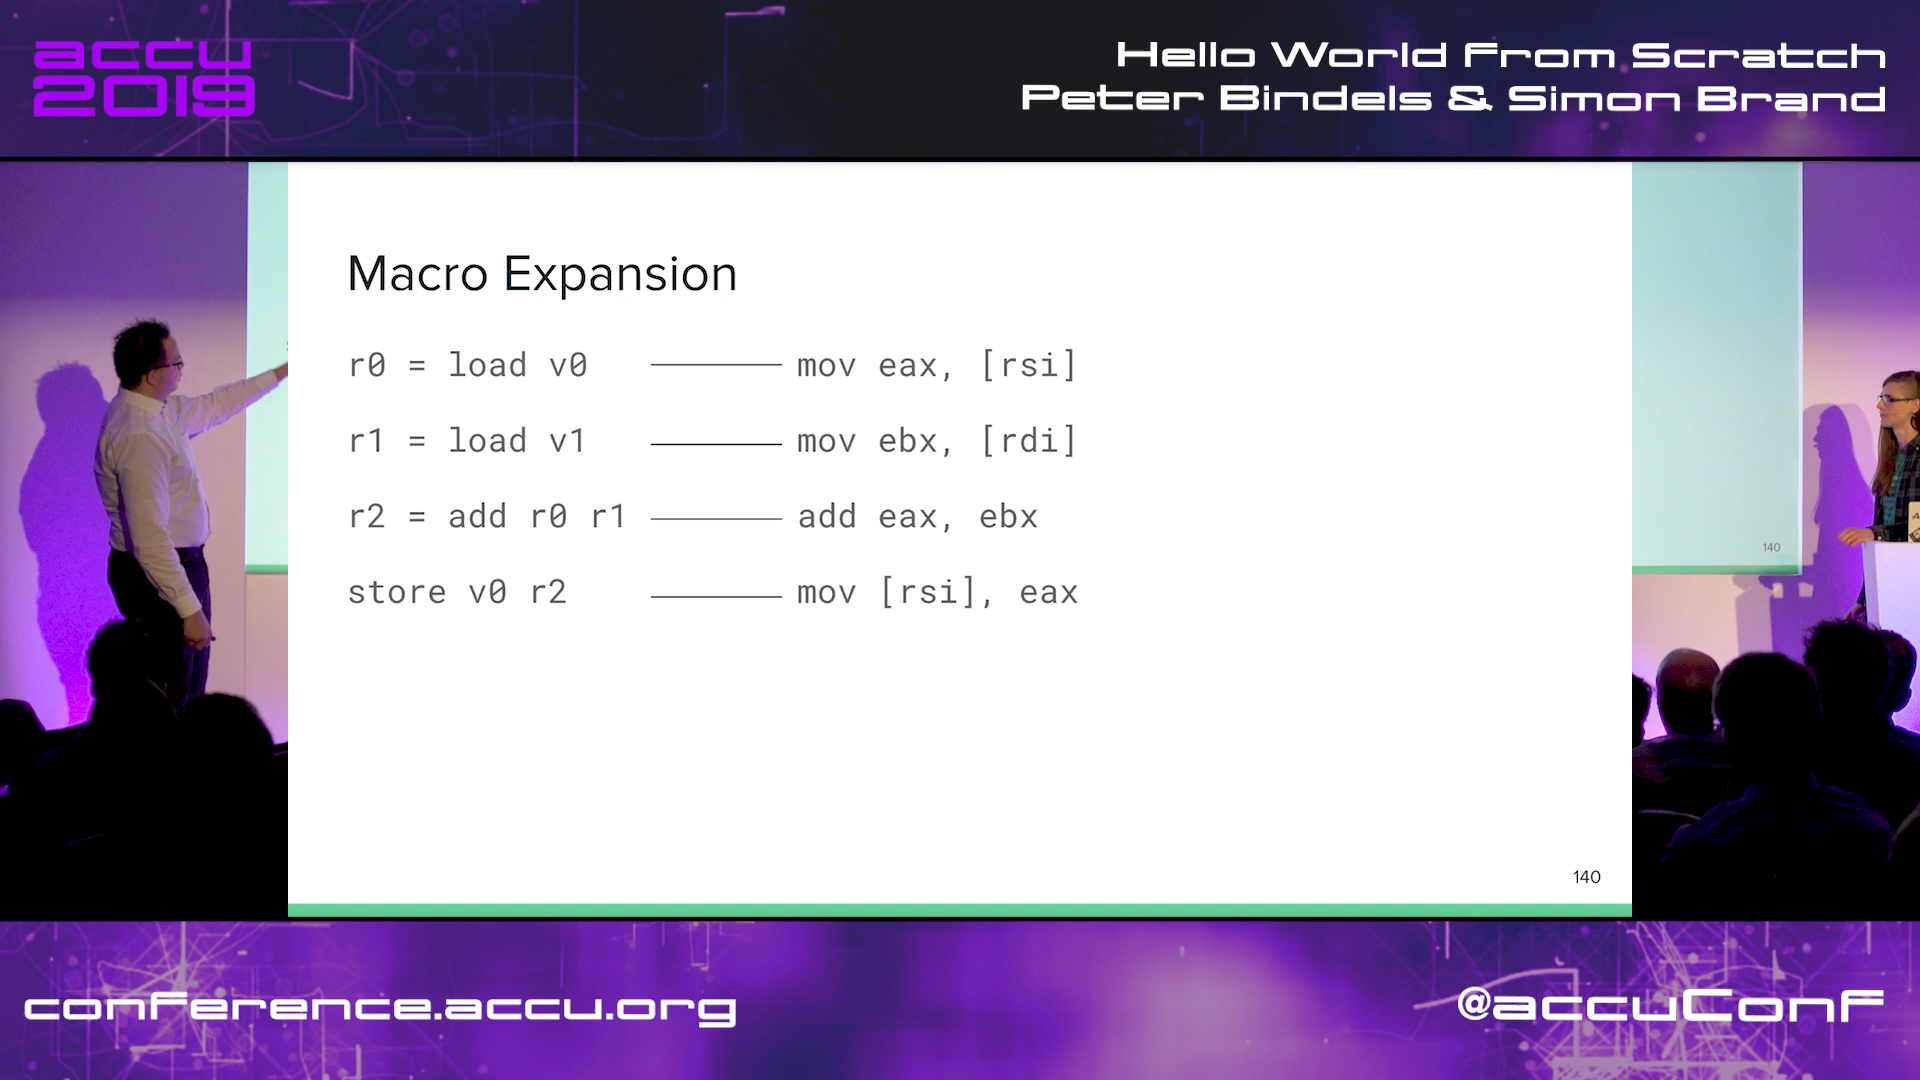 accu
2019
Hello World From Scratch
Peter Bindels & Simon Brand
Macro Expansion
r0 = load v0 mov eax, [rsi]
r1 = load v1 mov ebx, [rdi]
r2 = add r0 r1 add eax, ebx
store v0 r2 mov [rsi], eax
140
140
conference.accu.org
@accuConf